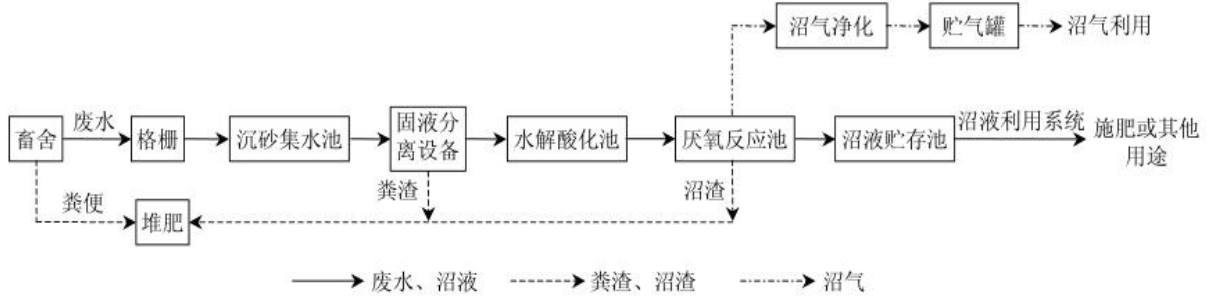 沼气净化
贮气罐
沼气利用
畜舍
废水
格栅
沉砂集水池
固液分
离设备
水解酸化池
厌氧反应池
沼液贮存池
沼液利用系统
施肥或其他
用途
粪便
堆肥
粪渣
沼渣
废水、沼液
粪渣、沼渣
沼气